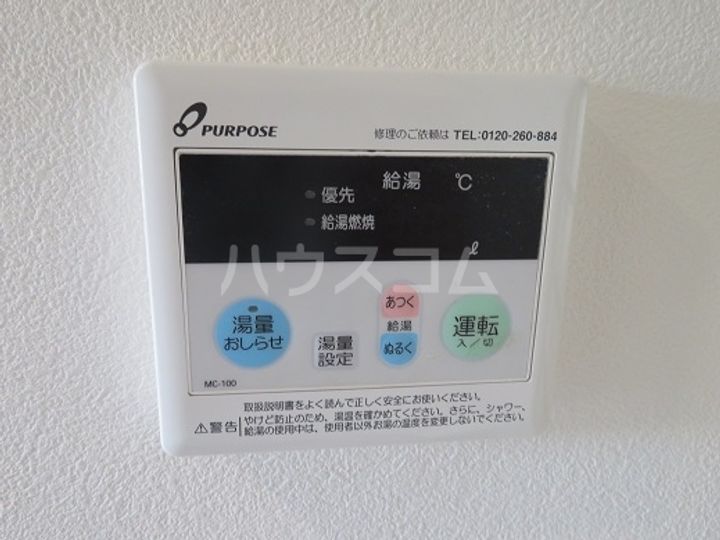 PURPOSE
修理のご依頼は TEL:0120-260-884
給湯 ℃
優先
給湯燃焼
ℓ
ハウスコム
湯量
おしらせ
湯量
設定
あつく
給湯
ぬるく
運転
入/切
MC-100
取扱説明書をよく読んで正しく安全にお使いください。
⚠警告
やけど防止のため、湯温を確かめてください。さらに、シャワー、
給湯の使用中は、使用者以外お湯の温度を変更しないでください。